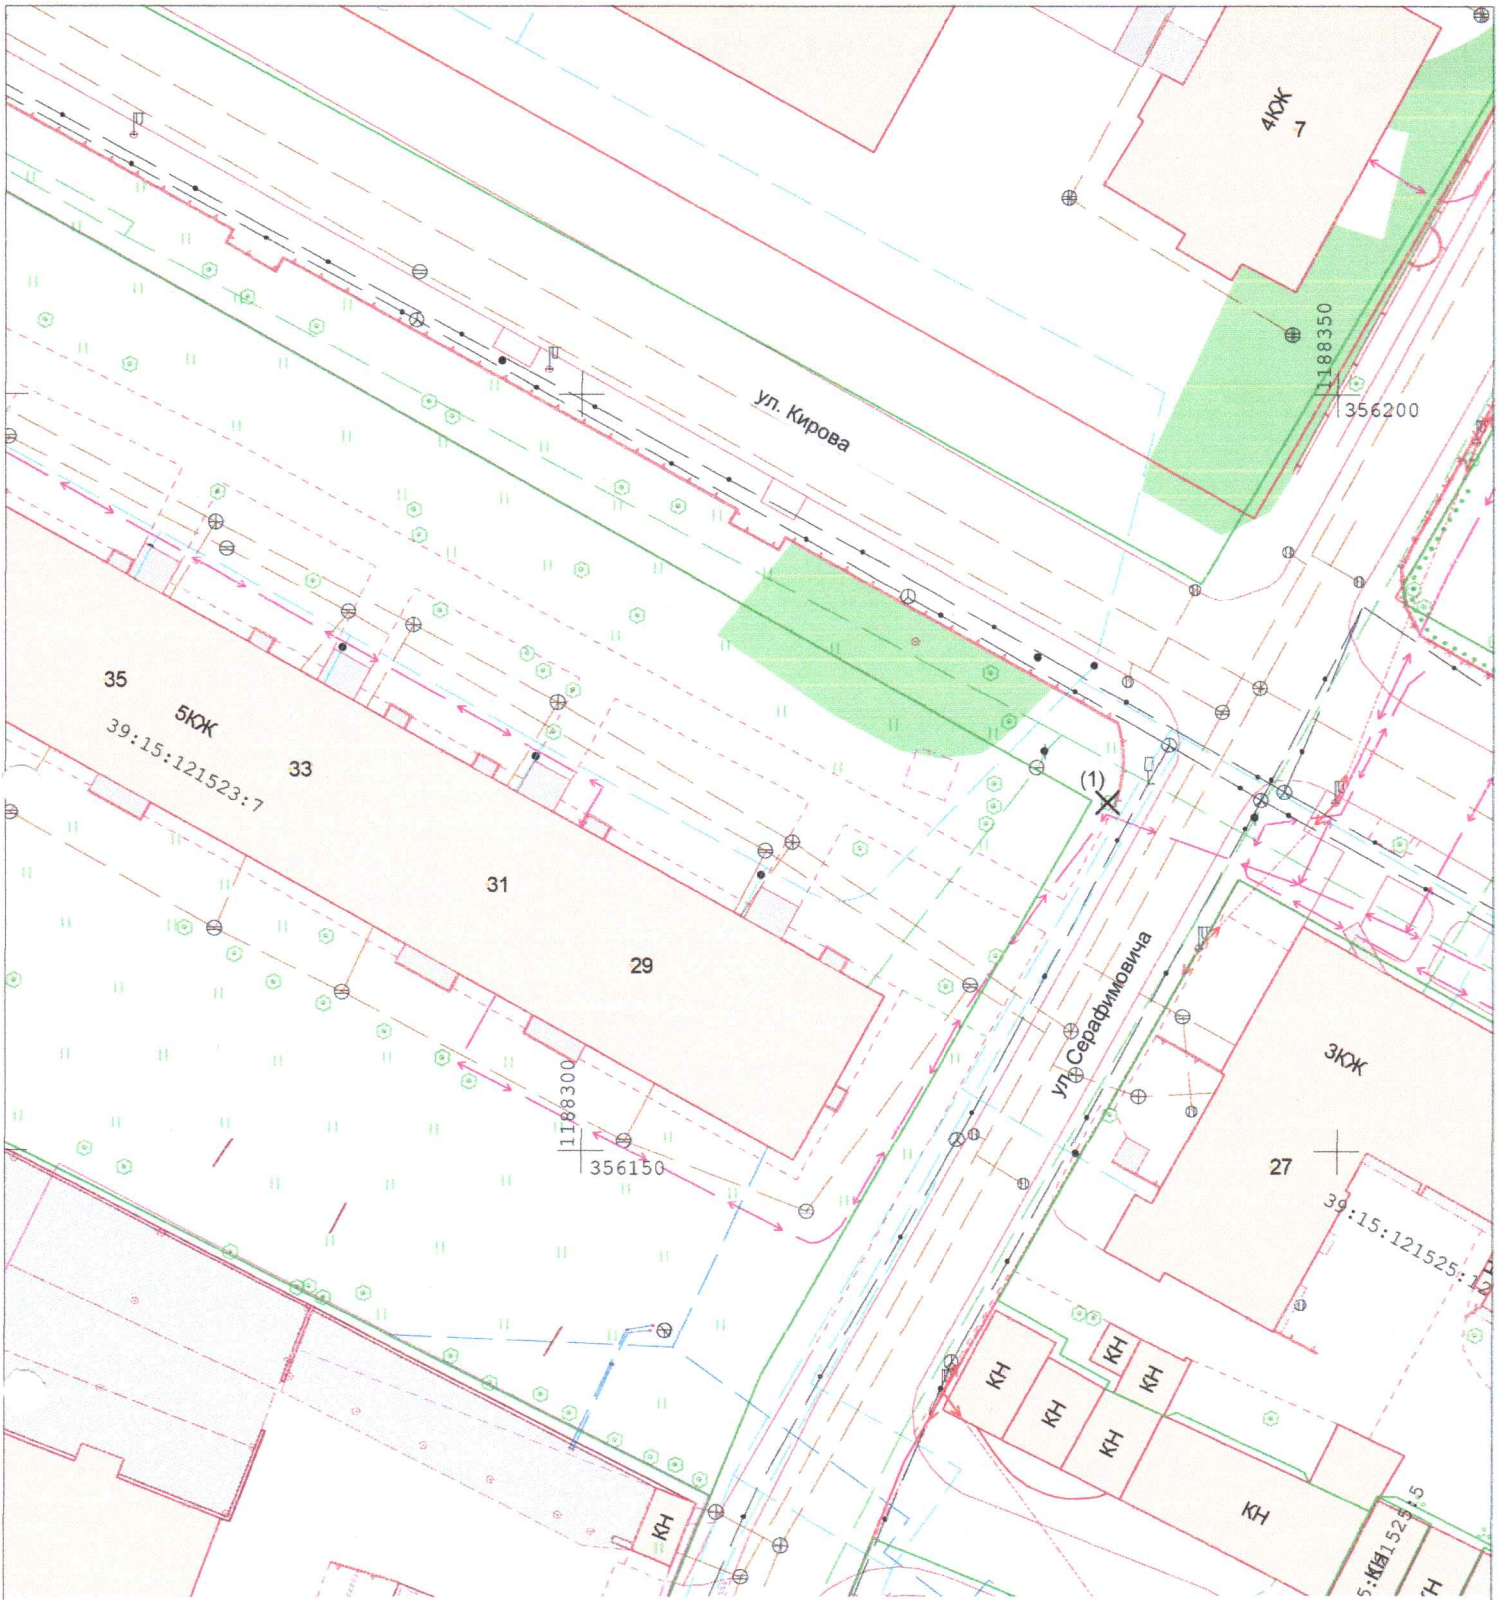 4КЖ
7
1188350
356200
ул. Кирова
35
5КЖ
39:15:121523:7
33
(1)
31
29
ул. Серафимовича
3КЖ
1188300
356150
27
39:15:121525:12
КН
КН
КН
КН
КН
КН
КН
КН